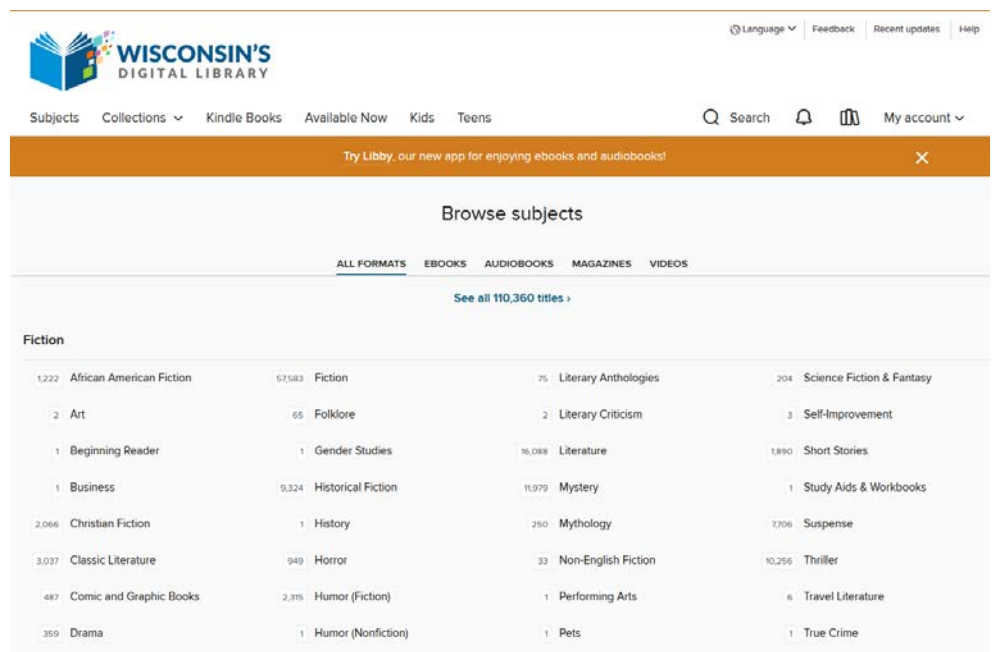 Language Feedback Recent updates Help
WISCONSIN'S
DIGITAL LIBRARY
Subjects Collections Kindle Books Available Now Kids Teens Search My account
Try Libby, our new app for enjoying ebooks and audiobooks!
Browse subjects
ALL FORMATS EBOOKS AUDIOBOOKS MAGAZINES VIDEOS
See all 110,360 titles ›
Fiction
1,222 African American Fiction 57,583 Fiction 75 Literary Anthologies 204 Science Fiction & Fantasy
2 Art 65 Folklore 2 Literary Criticism 3 Self-Improvement
1 Beginning Reader 1 Gender Studies 16,088 Literature 1,890 Short Stories
1 Business 9,324 Historical Fiction 11,979 Mystery 1 Study Aids & Workbooks
2,066 Christian Fiction 1 History 250 Mythology 7,706 Suspense
3,037 Classic Literature 949 Horror 33 Non-English Fiction 10,256 Thriller
487 Comic and Graphic Books 2,315 Humor (Fiction) 1 Performing Arts 6 Travel Literature
359 Drama 1 Humor (Nonfiction) 1 Pets 1 True Crime